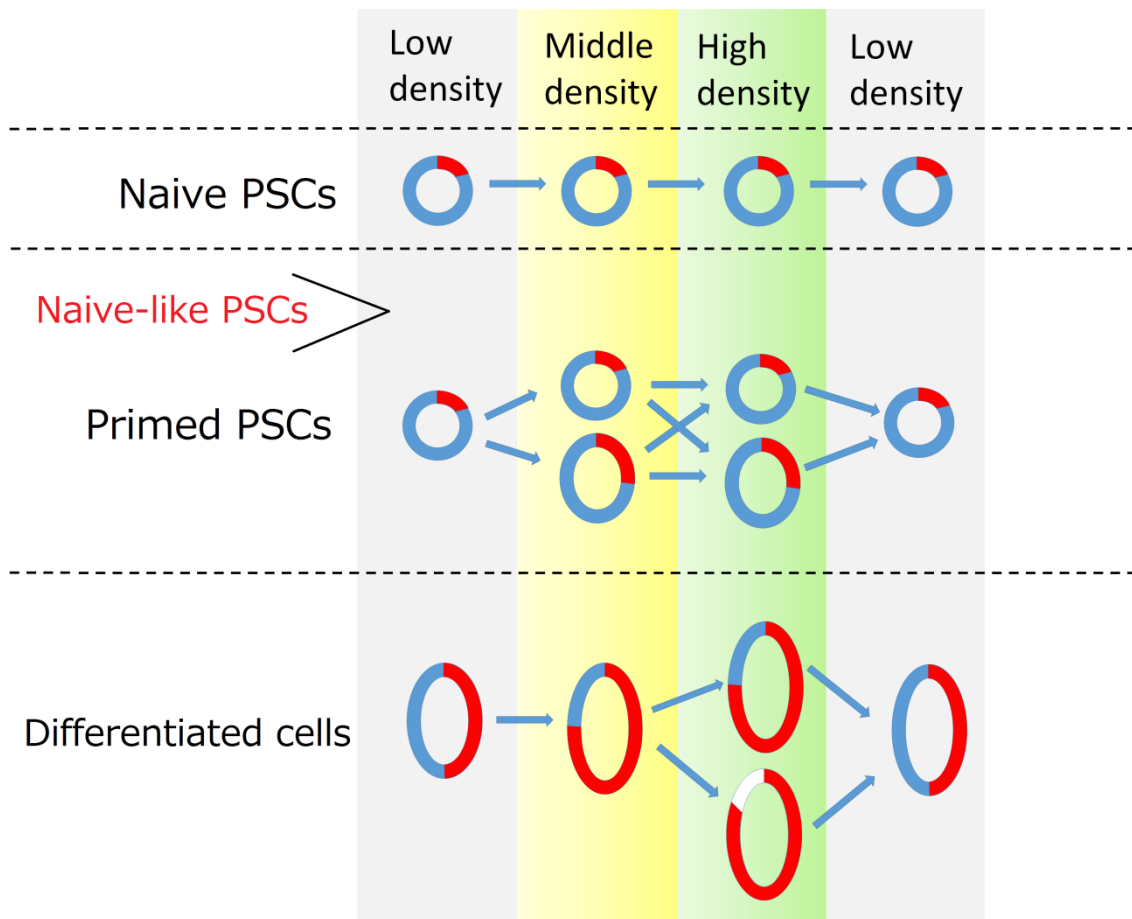 Low
density
Middle
density
High
density
Low
density
Naive PSCs
Naive-like PSCs
Primed PSCs
Differentiated cells